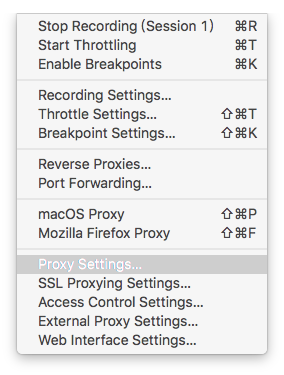 Stop Recording (Session 1) ⌘R
Start Throttling ⌘T
Enable Breakpoints ⌘K
Recording Settings...
Throttle Settings... ⇧⌘T
Breakpoint Settings... ⇧⌘K
Reverse Proxies...
Port Forwarding...
macOS Proxy ⇧⌘P
Mozilla Firefox Proxy ⇧⌘F
Proxy Settings...
SSL Proxying Settings...
Access Control Settings...
External Proxy Settings...
Web Interface Settings...